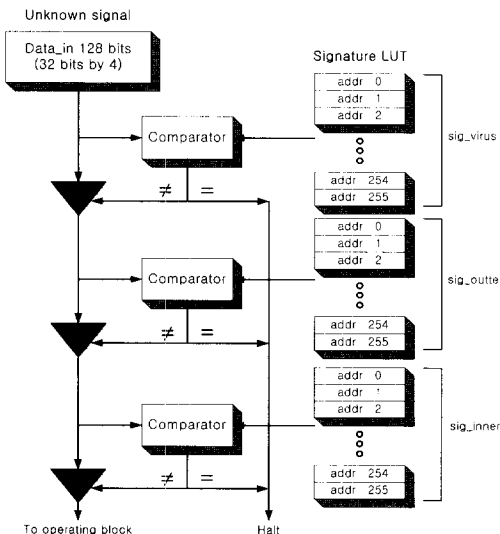 Unknown signal
Data_in 128 bits
(32 bits by 4)
Signature LUT
addr 0
addr 1
addr 2
Comparator
sig_virus
addr 254
addr 255
≠ =
addr 0
addr 1
addr 2
Comparator
sig_outte
addr 254
addr 255
≠ =
addr 0
addr 1
addr 2
Comparator
sig_inner
addr 254
addr 255
≠ =
To operating block
Halt